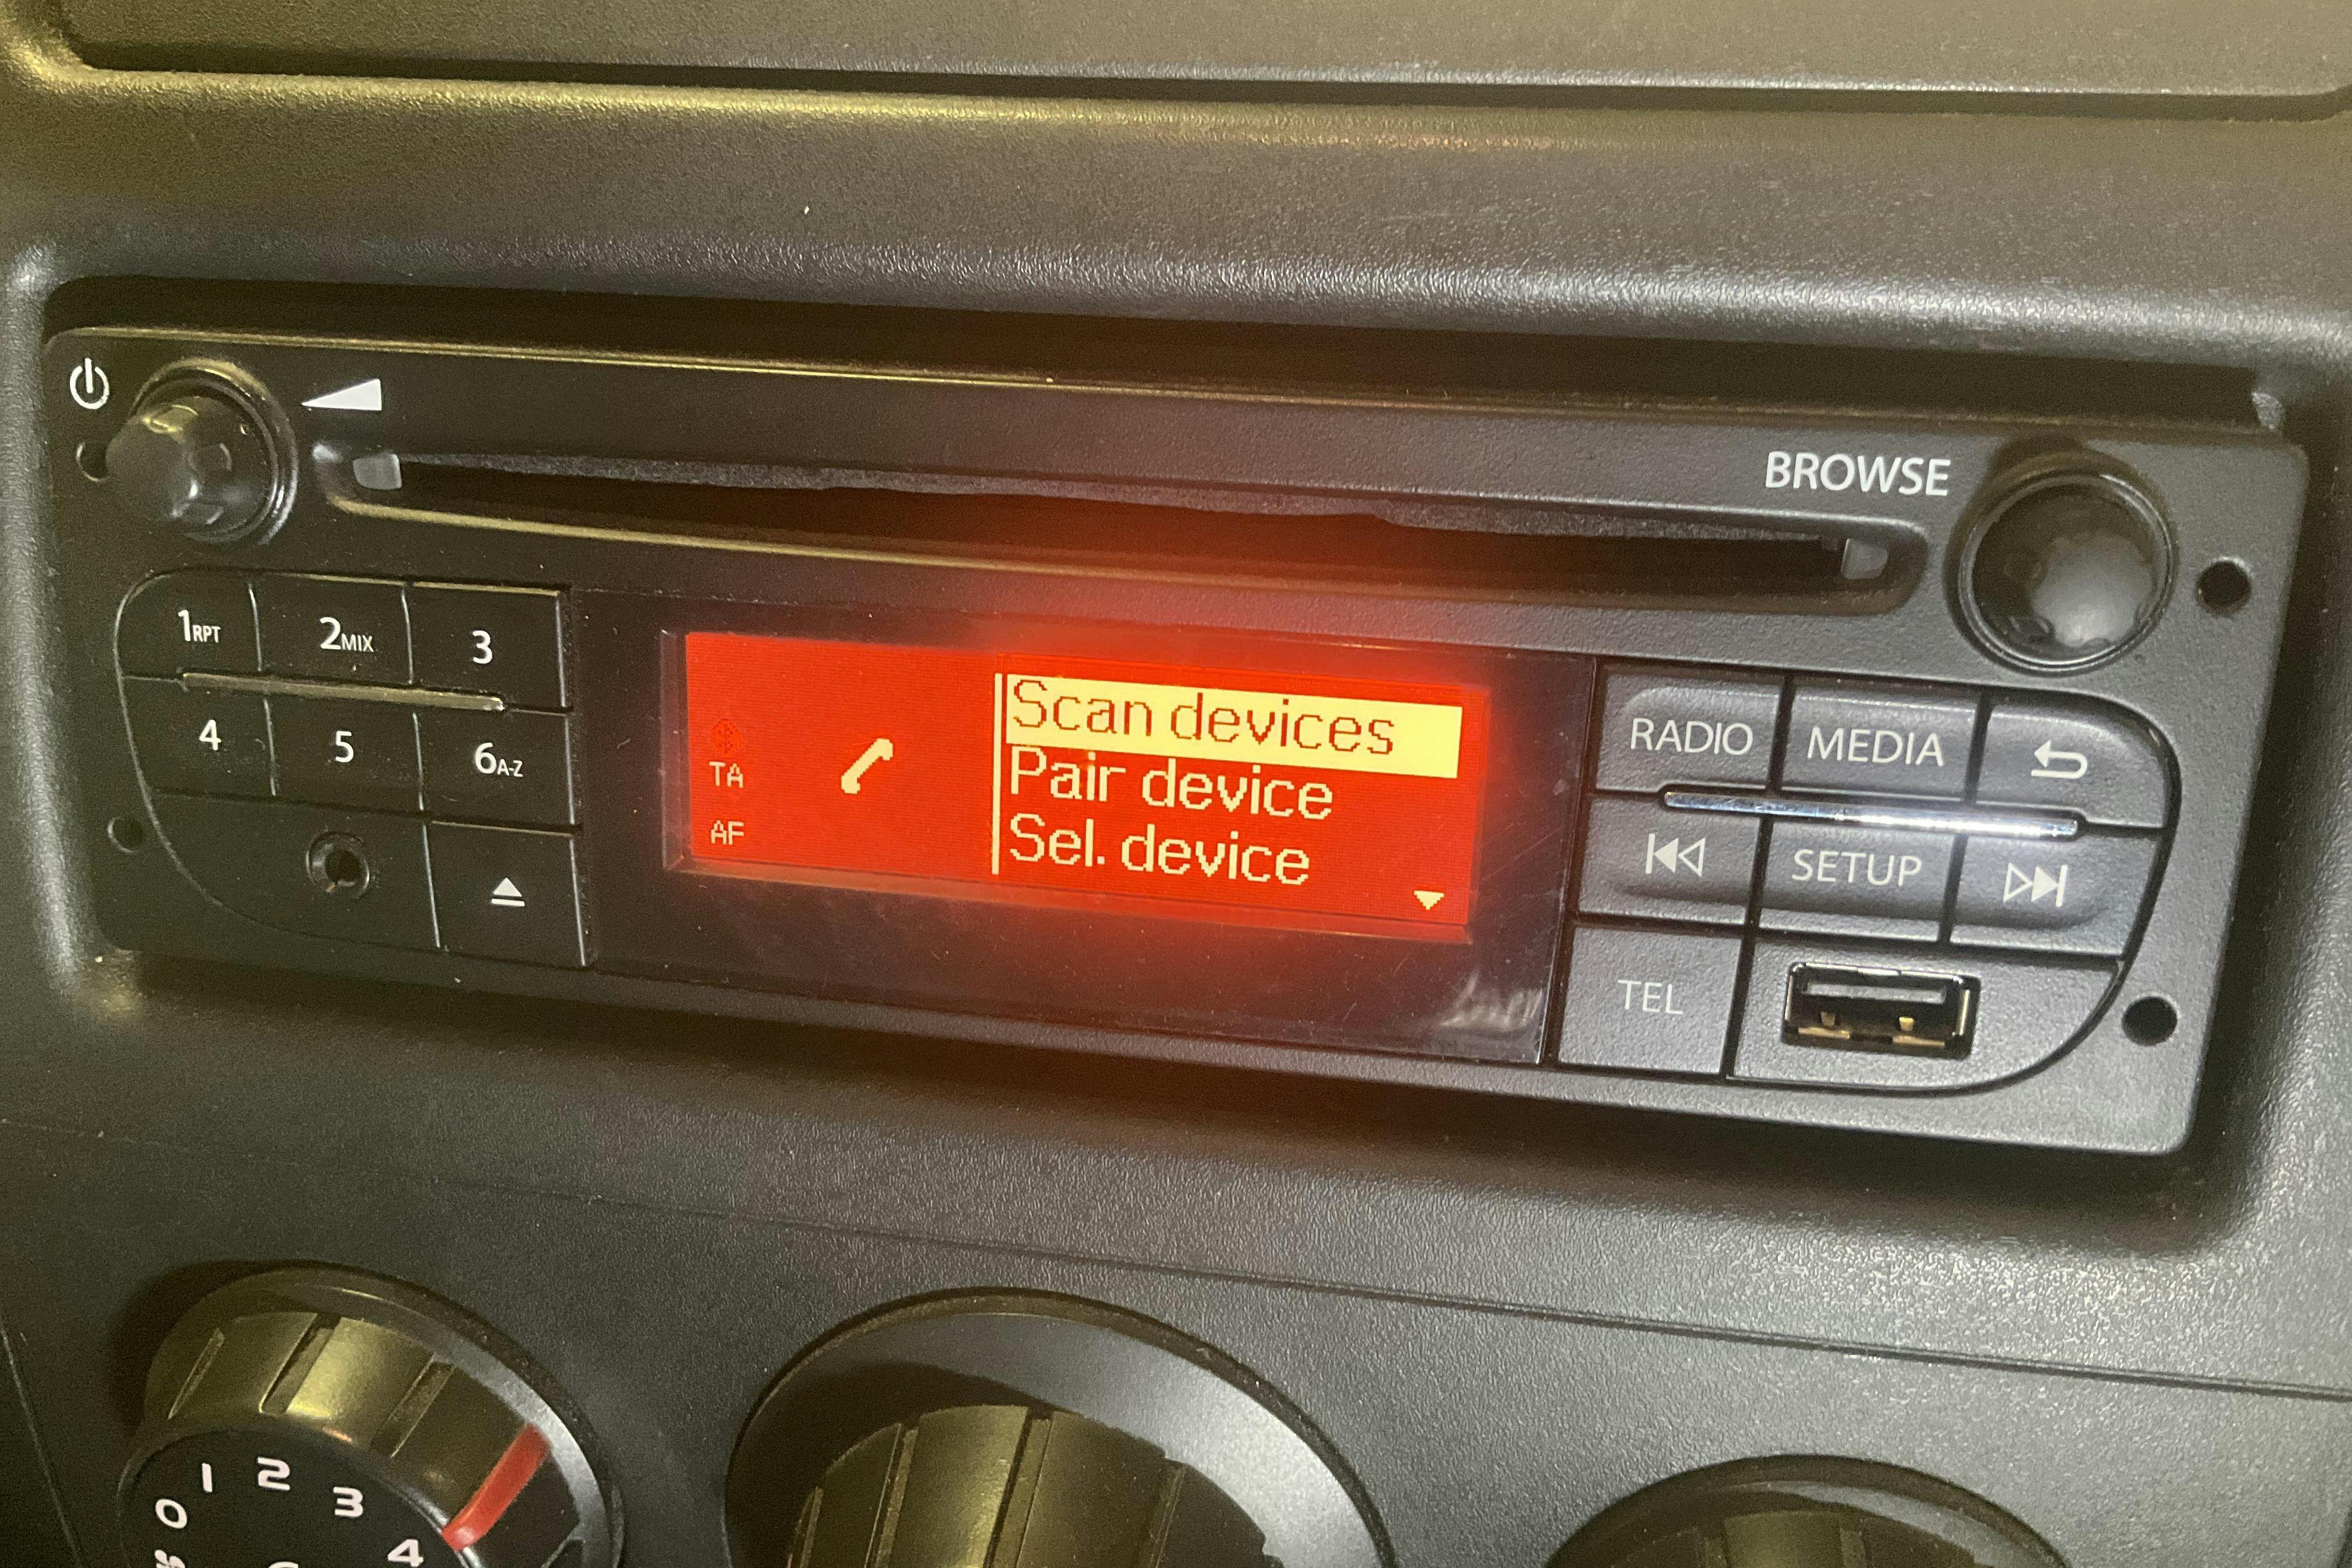 BROWSE
1RPT
2MIX
3
4
5
6A-Z
TA
AF
Scan devices
Pair device
Sel. device
RADIO
MEDIA
SETUP
TEL
0
1
2
3
4